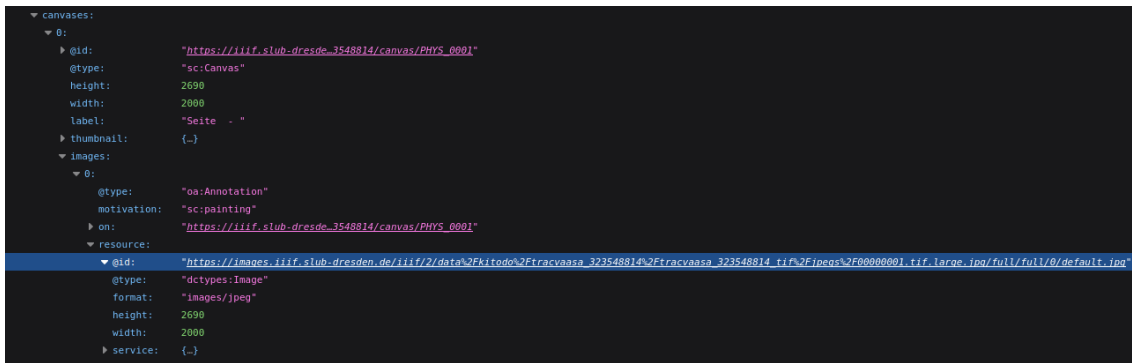 canvases:
0:
@id: "https://iiif.slub-dresde…3548814/canvas/PHYS_0001"
@type: "sc:Canvas"
height: 2690
width: 2000
label: "Seite  - "
thumbnail: {…}
images:
0:
@type: "oa:Annotation"
motivation: "sc:painting"
on: "https://iiif.slub-dresde…3548814/canvas/PHYS_0001"
resource:
@id: "https://images.iiif.slub-dresden.de/iiif/2/data%2Fkitodo%2Ftracvaasa_323548814%2Ftracvaasa_323548814_tif%2Fjpegs%2F00000001.tif.large.jpg/full/full/0/default.jpg"
@type: "dctypes:Image"
format: "images/jpeg"
height: 2690
width: 2000
service: {…}